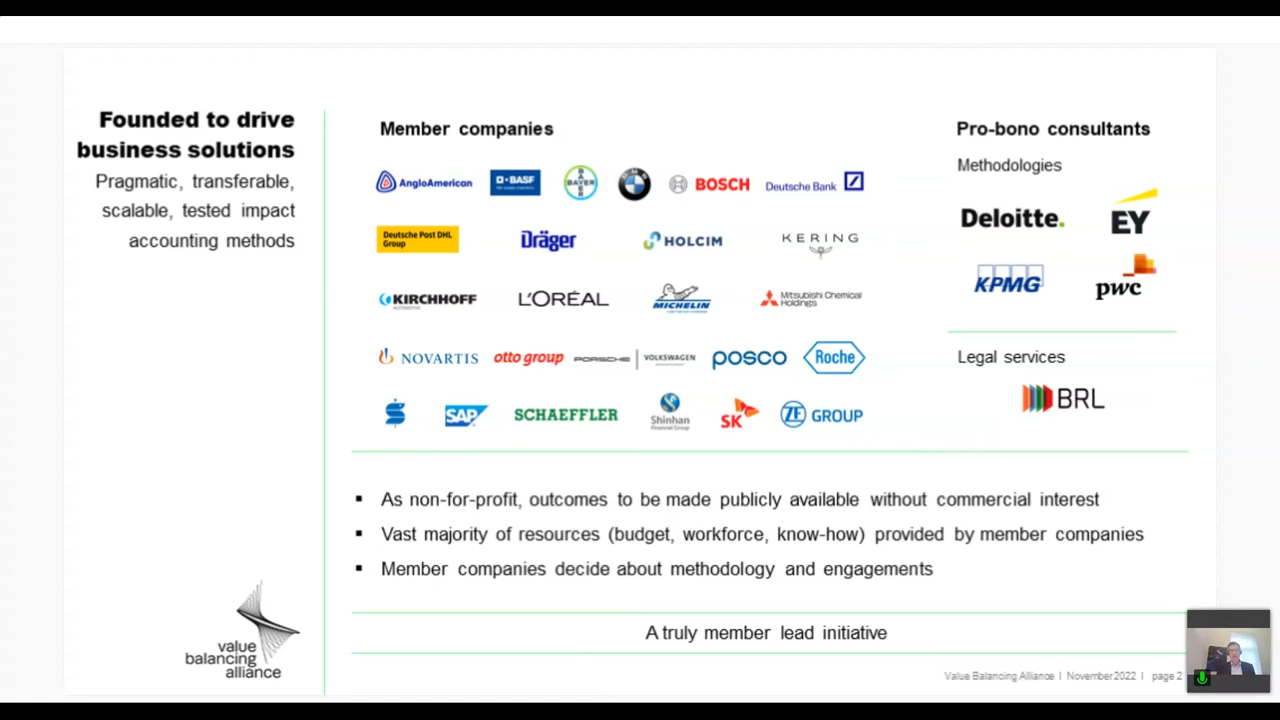 Founded to drive
business solutions
Pragmatic, transferable,
scalable, tested impact
accounting methods
Member companies
AngloAmerican
BASF
BAYER
BMW
BOSCH
Deutsche Bank
Deutsche Post DHL
Group
Dräger
HOLCIM
KERING
KIRCHHOFF
AUTOMOTIVE
L'ORÉAL
MICHELIN
Mitsubishi Chemical
Holdings
NOVARTIS
otto group
PORSCHE
VOLKSWAGEN
posco
Roche
S
SAP
SCHAEFFLER
Shinhan
Financial Group
SK
ZF GROUP
Pro-bono consultants
Methodologies
Deloitte.
EY
KPMG
pwc
Legal services
BRL
▪ As non-for-profit, outcomes to be made publicly available without commercial interest
▪ Vast majority of resources (budget, workforce, know-how) provided by member companies
▪ Member companies decide about methodology and engagements
A truly member lead initiative
value
balancing
alliance
Value Balancing Alliance I November 2022 I page 2